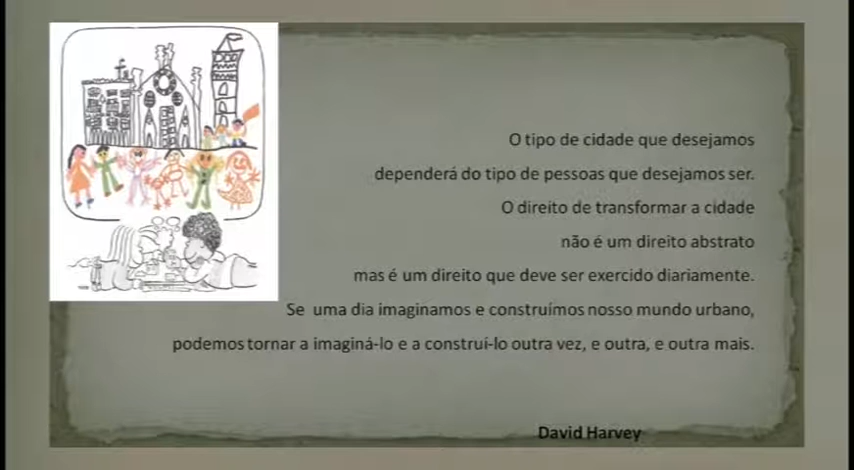 O tipo de cidade que desejamos
dependerá do tipo de pessoas que desejamos ser.
O direito de transformar a cidade
não é um direito abstrato
mas é um direito que deve ser exercido diariamente.
Se uma dia imaginamos e construímos nosso mundo urbano,
podemos tornar a imaginá-lo e a construí-lo outra vez, e outra, e outra mais.
David Harvey